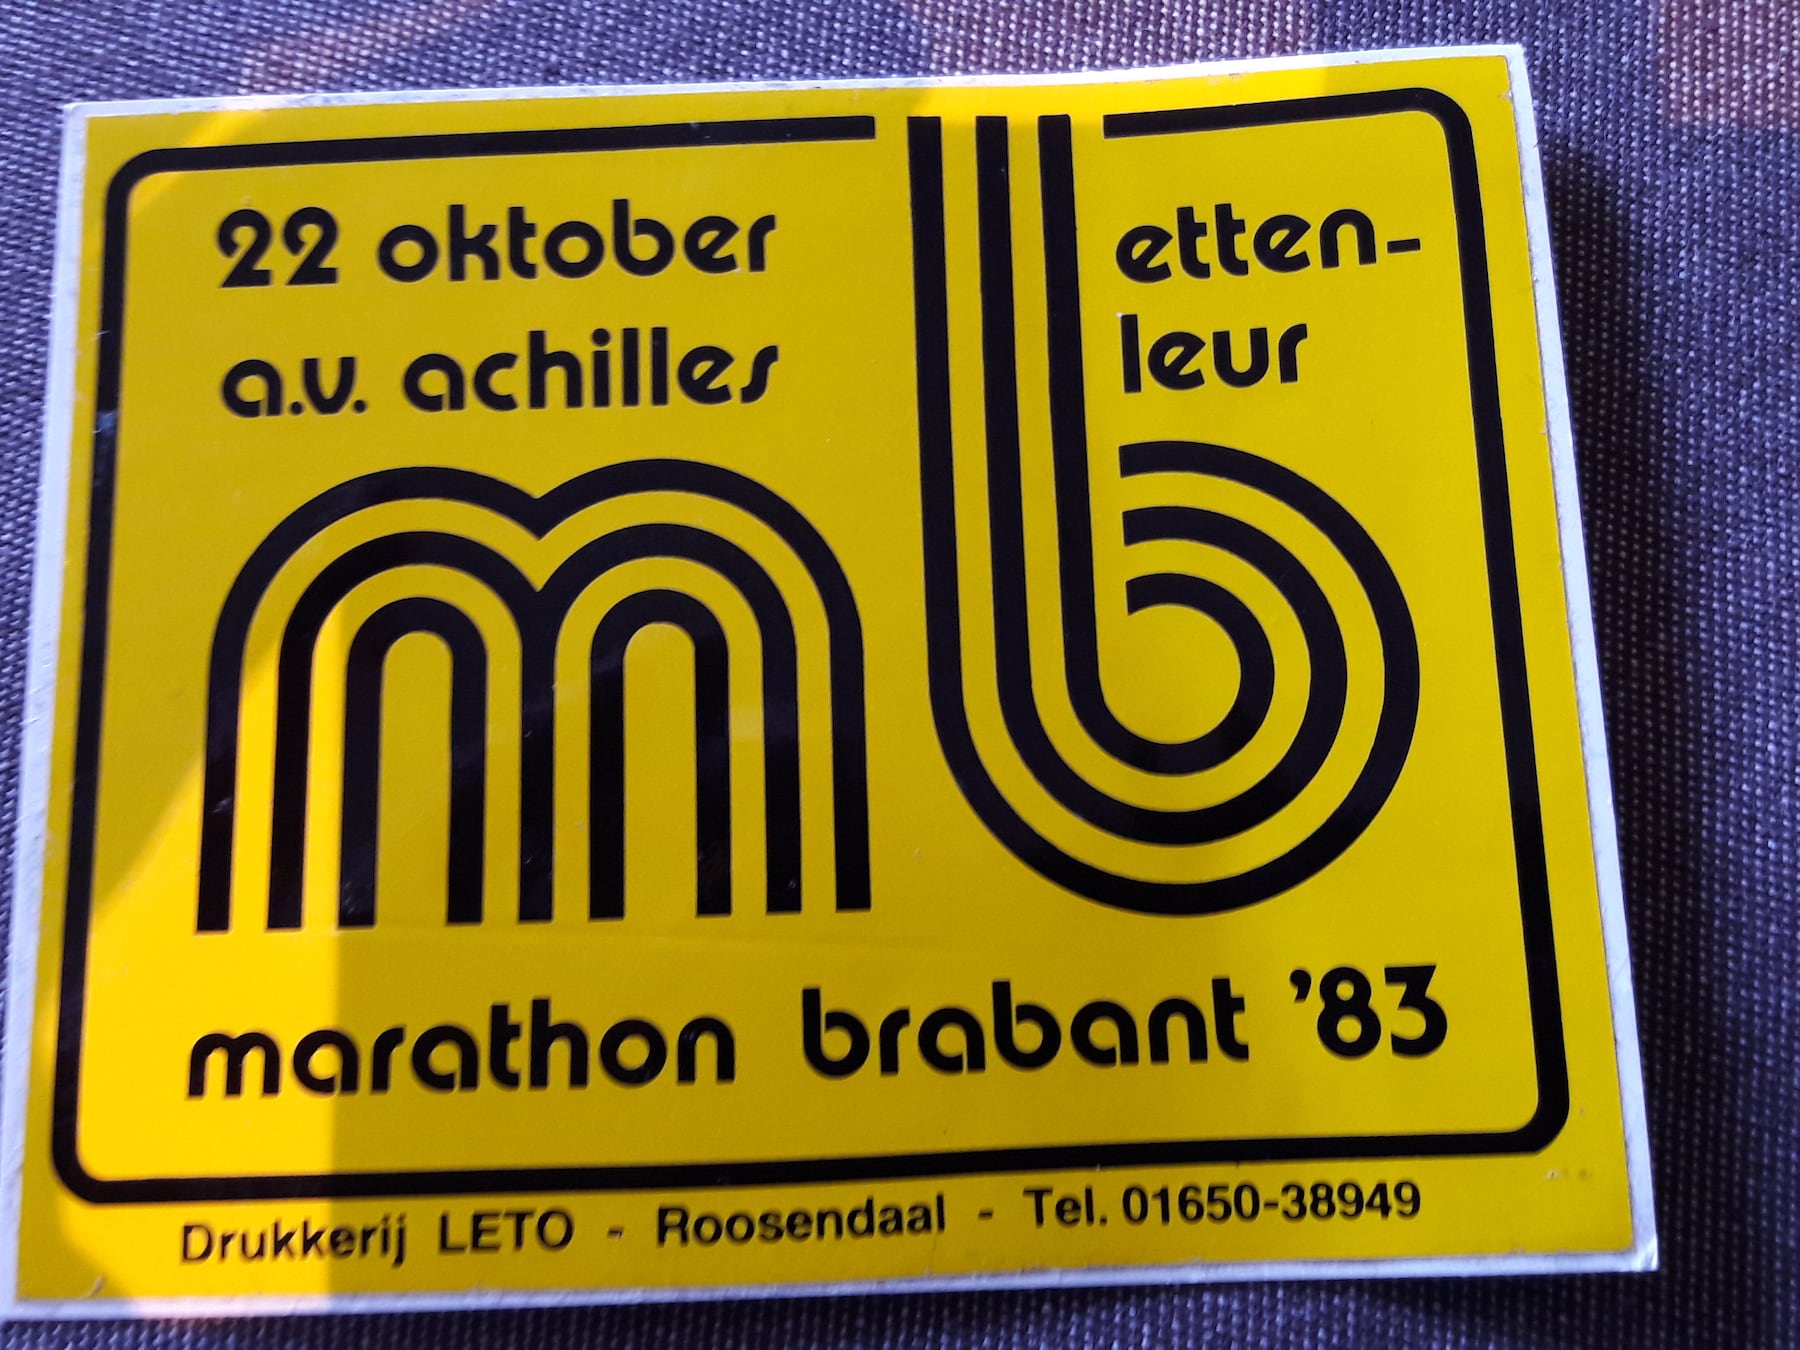 22 oktober
a.v. achilles
etten-
leur
mb
marathon brabant '83
Drukkerij LETO - Roosendaal - Tel. 01650-38949